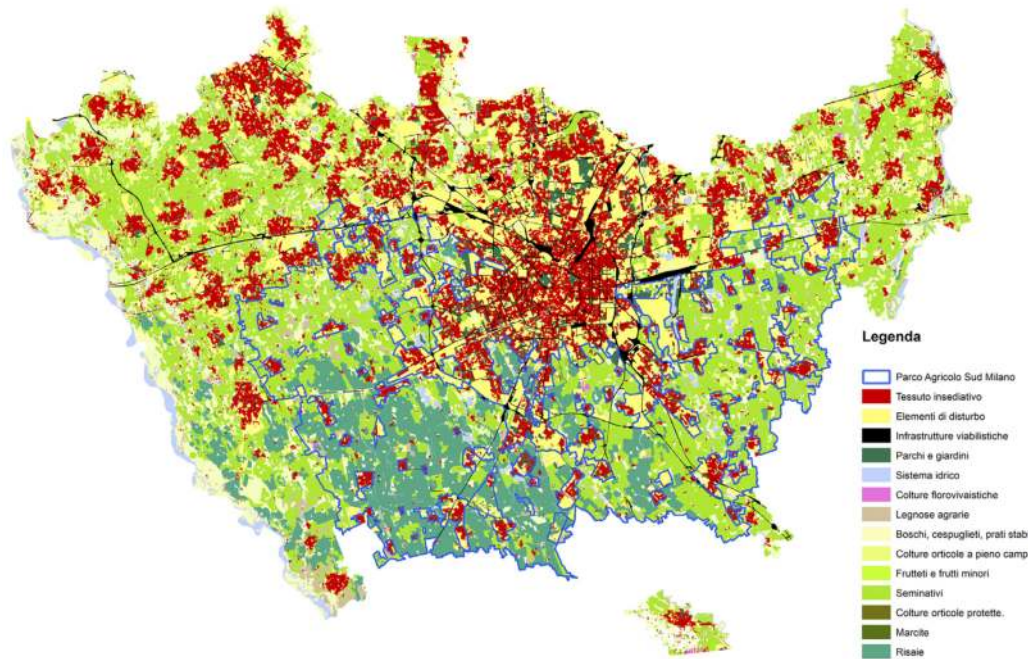 Legenda
Parco Agricolo Sud Milano
Tessuto insediativo
Elementi di disturbo
Infrastrutture viabilistiche
Parchi e giardini
Sistema idrico
Colture florovivaistiche
Legnose agrarie
Boschi, cespuglieti, prati stab
Colture orticole a pieno camp
Frutteti e frutti minori
Seminativi
Colture orticole protette.
Marcite
Risaie